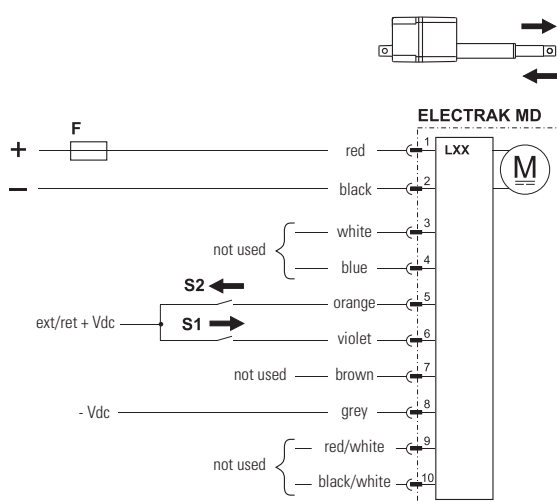 ELECTRAK MD
F
+ red 1 LXX M
− black 2
white 3
not used
blue 4
S2
orange 5
ext/ret + Vdc S1
violet 6
not used brown 7
- Vdc grey 8
red/white 9
not used
black/white 10